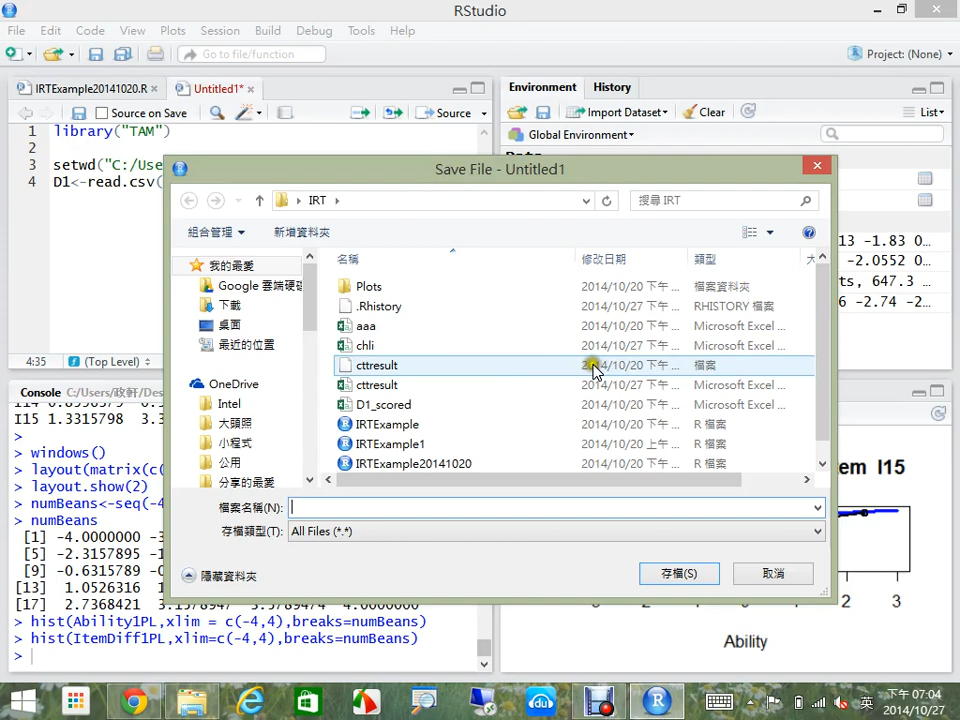 RStudio
File Edit Code View Plots Session Build Debug Tools Help
Go to file/function
Project: (None)
IRTExample20141020.R
Untitled1*
Source on Save
Source
1 library("TAM")
2
3 setwd("C:/Use
4 D1<-read.csv(
4:35 (Top Level)
Environment History
Import Dataset Clear List
Global Environment
13 -1.83 0…
-2.0552 0…
ts, 647.3
6 -2.74 -2…
Save File - Untitled1
IRT
搜尋 IRT
組合管理 新增資料夾
我的最愛
Google 雲端硬碟
下載
桌面
最近的位置
OneDrive
Intel
大頭照
小程式
公用
分享的最愛
名稱 修改日期 類型
Plots 2014/10/20 下午 ... 檔案資料夾
.Rhistory 2014/10/27 下午 ... RHISTORY 檔案
aaa 2014/10/20 下午 ... Microsoft Excel ...
chli 2014/10/27 下午 ... Microsoft Excel ...
cttresult 2014/10/20 下午 ... 檔案
cttresult 2014/10/27 下午 ... Microsoft Excel ...
D1_scored 2014/10/20 下午 ... Microsoft Excel ...
IRTExample 2014/10/20 下午 ... R 檔案
IRTExample1 2014/10/20 上午 ... R 檔案
IRTExample20141020 2014/10/20 下午 ... R 檔案
檔案名稱(N):
存檔類型(T): All Files (*.*)
隱藏資料夾
存檔(S) 取消
Console C:/Users/政軒/Desktop
I15 1.3315798 3.
>
> windows()
> layout(matrix(c(
> layout.show(2)
> numBeans<-seq(-4
> numBeans
[1] -4.0000000 -3
[5] -2.3157895 -1
[9] -0.6315789 -0
[13] 1.0526316 1
[17] 2.7368421 3.1578947 3.5789474 4.0000000
> hist(Ability1PL,xlim = c(-4,4),breaks=numBeans)
> hist(ItemDiff1PL,xlim=c(-4,4),breaks=numBeans)
>
em I15
2 3
Ability
英
下午 07:04
2014/10/27